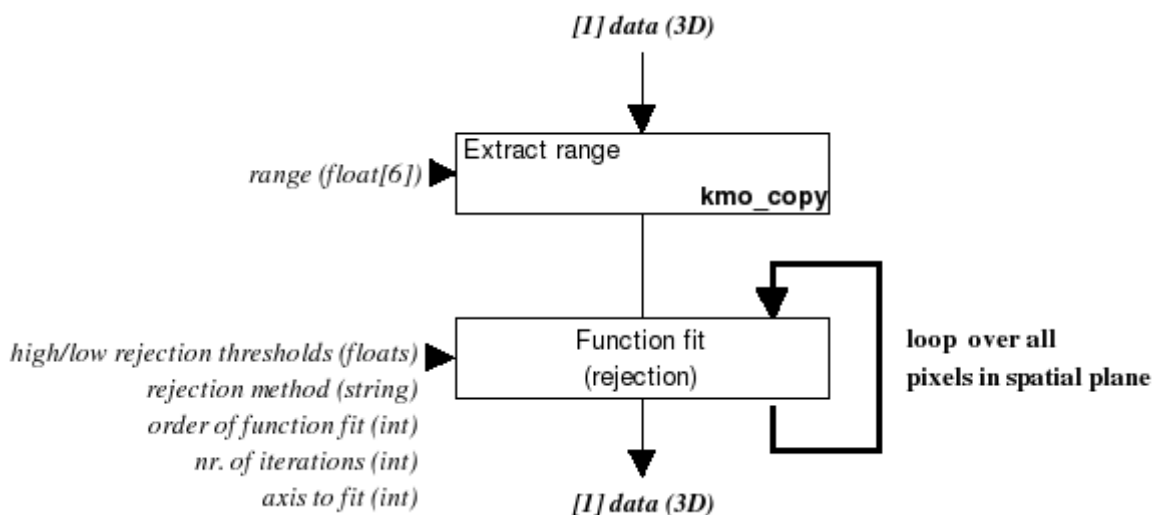 [1] data (3D)
Extract range
range (float[6])
kmo_copy
Function fit
(rejection)
high/low rejection thresholds (floats)
rejection method (string)
order of function fit (int)
nr. of iterations (int)
axis to fit (int)
loop over all
pixels in spatial plane
[1] data (3D)